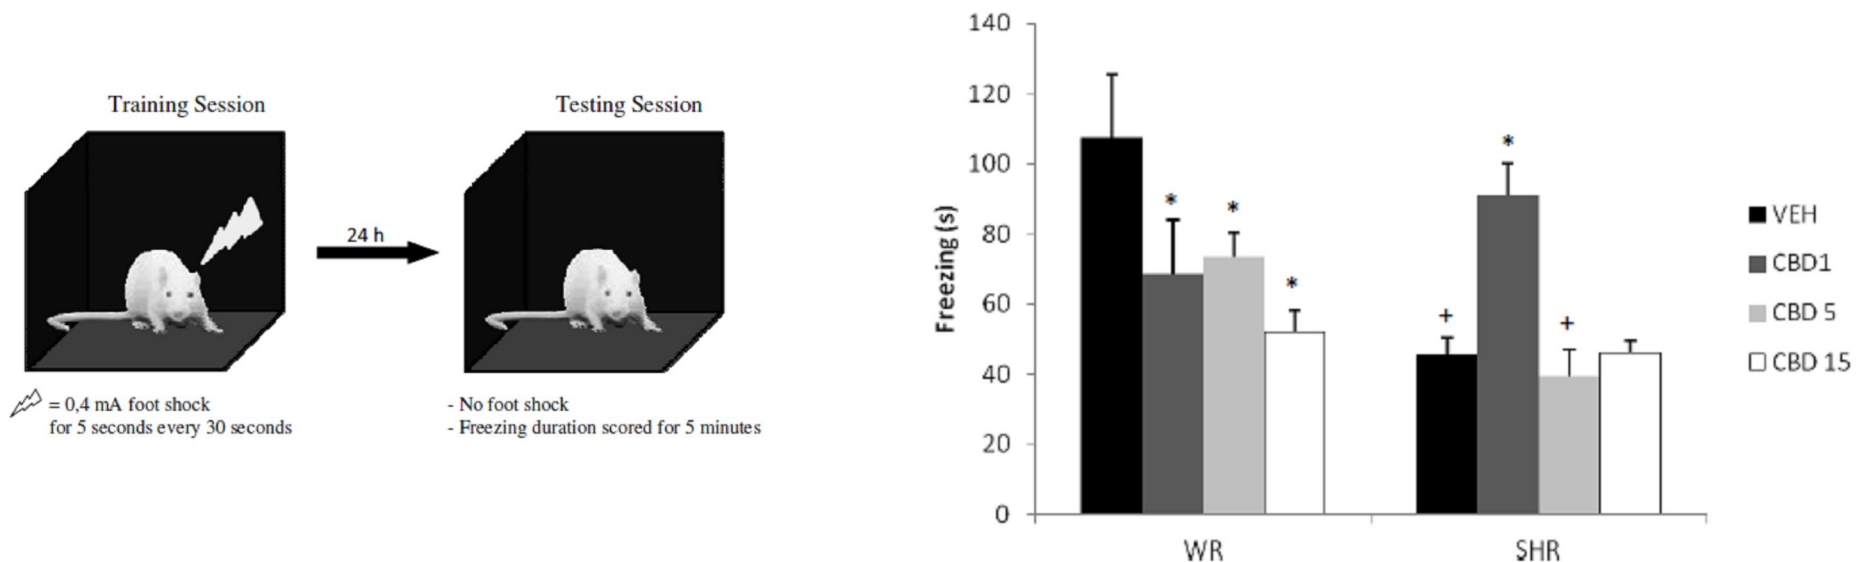 Training Session
Testing Session
24 h
= 0,4 mA foot shock
for 5 seconds every 30 seconds
- No foot shock
- Freezing duration scored for 5 minutes
Freezing (s)
140
120
100
80
60
40
20
0
*
*
*
+
*
+
WR
SHR
VEH
CBD1
CBD 5
CBD 15